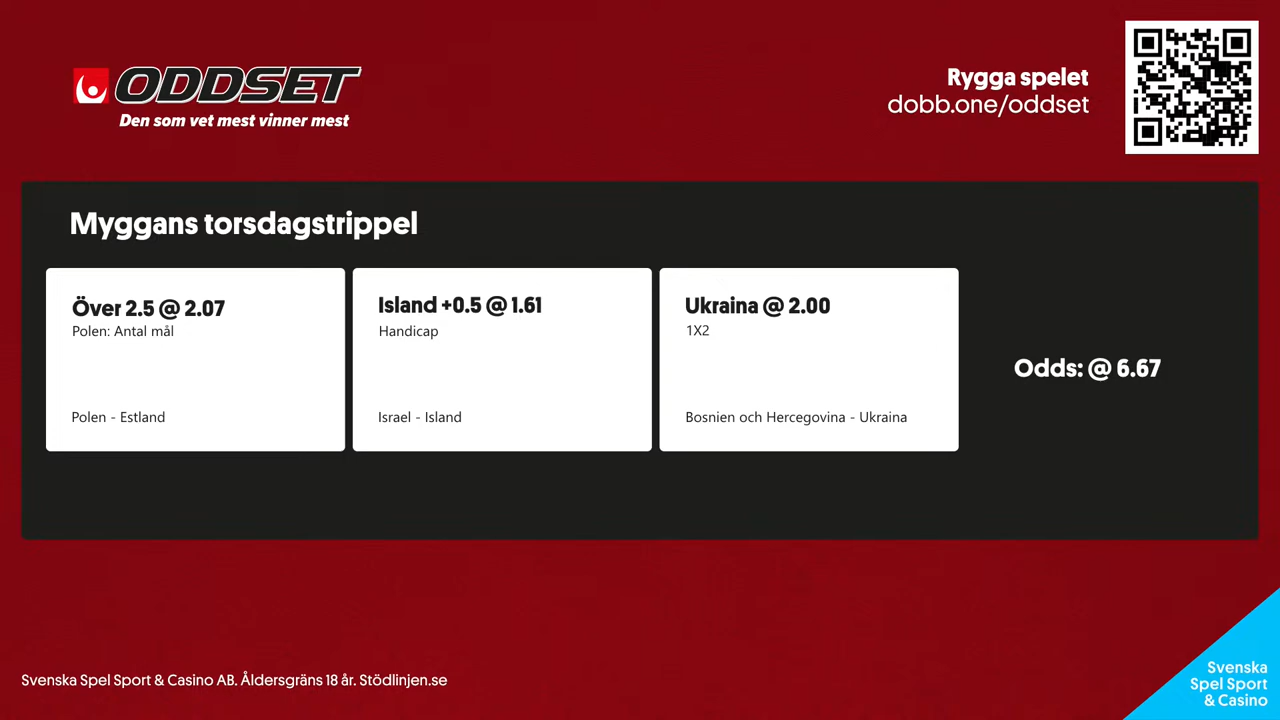 ODDSET
Den som vet mest vinner mest
Rygga spelet
dobb.one/oddset
Myggans torsdagstrippel
Över 2.5 @ 2.07
Polen: Antal mål
Polen - Estland
Island +0.5 @ 1.61
Handicap
Israel - Island
Ukraina @ 2.00
1X2
Bosnien och Hercegovina - Ukraina
Odds: @ 6.67
Svenska Spel Sport & Casino AB. Åldersgräns 18 år. Stödlinjen.se
Svenska
Spel Sport
& Casino